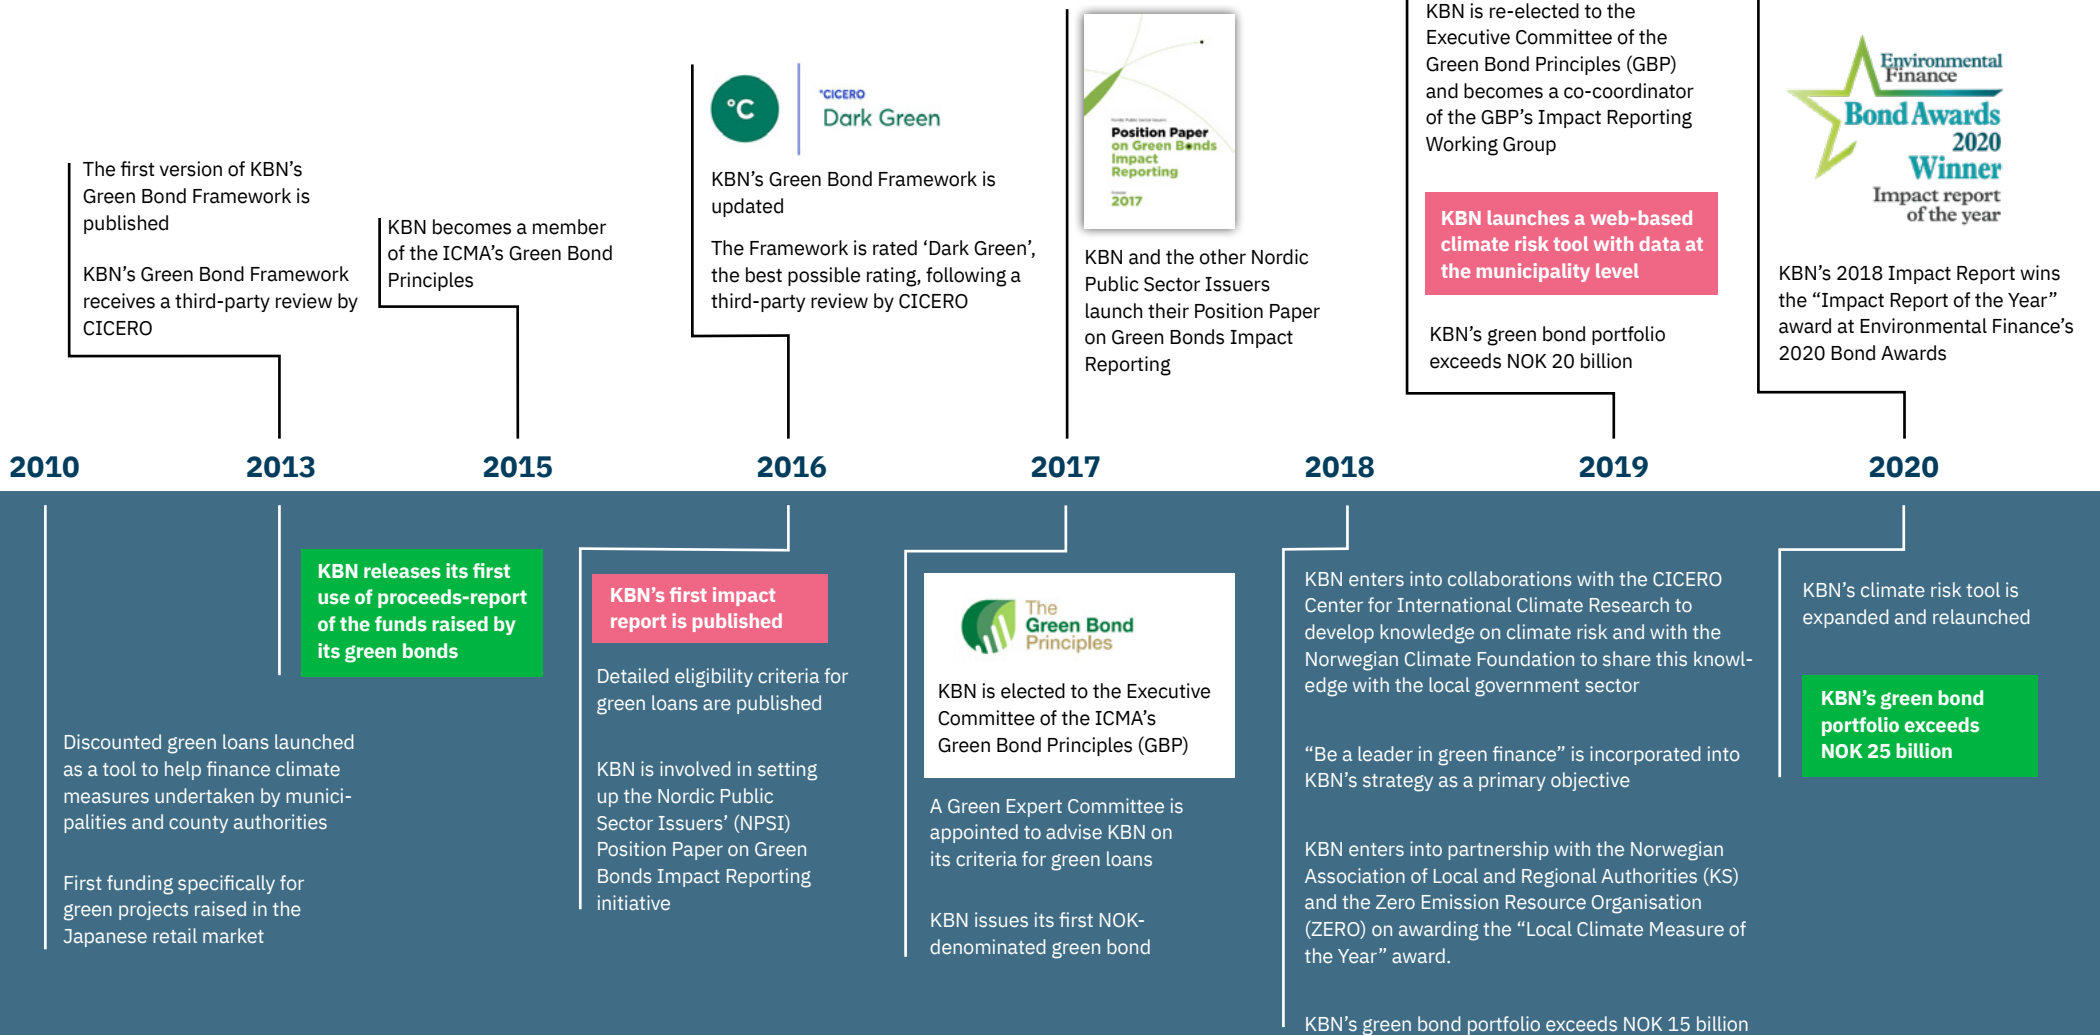 The first version of KBN's
Green Bond Framework is
published
KBN's Green Bond Framework
receives a third-party review by
CICERO
KBN becomes a member
of the ICMA's Green Bond
Principles
°C
°CICERO
Dark Green
KBN's Green Bond Framework is
updated
The Framework is rated ‘Dark Green’,
the best possible rating, following a
third-party review by CICERO
Position Paper
on Green Bonds
Impact
Reporting
2017
KBN and the other Nordic
Public Sector Issuers
launch their Position Paper
on Green Bonds Impact
Reporting
KBN is re-elected to the
Executive Committee of the
Green Bond Principles (GBP)
and becomes a co-coordinator
of the GBP's Impact Reporting
Working Group
KBN launches a web-based
climate risk tool with data at
the municipality level
KBN's green bond portfolio
exceeds NOK 20 billion
Environmental
Finance
Bond Awards
2020
Winner
Impact report
of the year
KBN's 2018 Impact Report wins
the “Impact Report of the Year”
award at Environmental Finance's
2020 Bond Awards
2010
2013
2015
2016
2017
2018
2019
2020
Discounted green loans launched
as a tool to help finance climate
measures undertaken by munici-
palities and county authorities
First funding specifically for
green projects raised in the
Japanese retail market
KBN releases its first
use of proceeds-report
of the funds raised by
its green bonds
KBN's first impact
report is published
Detailed eligibility criteria for
green loans are published
KBN is involved in setting
up the Nordic Public
Sector Issuers’ (NPSI)
Position Paper on Green
Bonds Impact Reporting
initiative
The
Green Bond
Principles
KBN is elected to the Executive
Committee of the ICMA's
Green Bond Principles (GBP)
A Green Expert Committee is
appointed to advise KBN on
its criteria for green loans
KBN issues its first NOK-
denominated green bond
KBN enters into collaborations with the CICERO
Center for International Climate Research to
develop knowledge on climate risk and with the
Norwegian Climate Foundation to share this knowl-
edge with the local government sector
“Be a leader in green finance” is incorporated into
KBN's strategy as a primary objective
KBN enters into partnership with the Norwegian
Association of Local and Regional Authorities (KS)
and the Zero Emission Resource Organisation
(ZERO) on awarding the “Local Climate Measure of
the Year” award.
KBN's green bond portfolio exceeds NOK 15 billion
KBN's climate risk tool is
expanded and relaunched
KBN's green bond
portfolio exceeds
NOK 25 billion